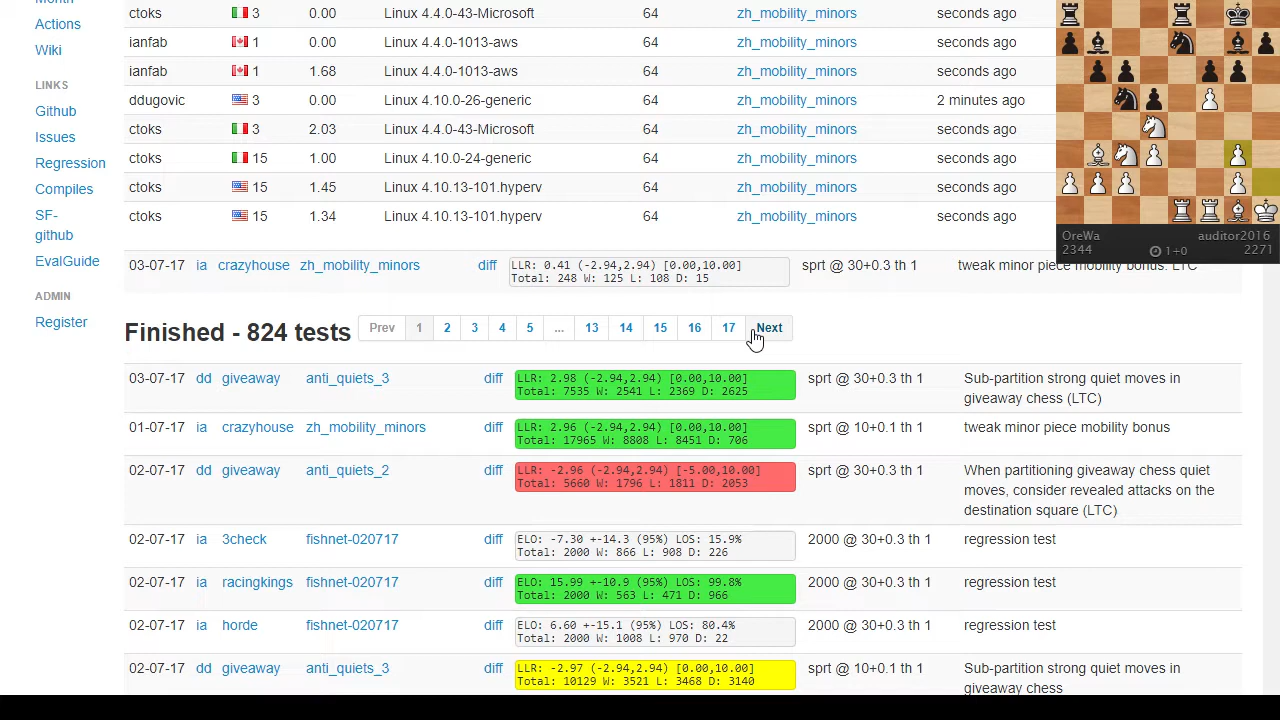 Month
Actions
Wiki
LINKS
Github
Issues
Regression
Compiles
SF-
github
EvalGuide
ADMIN
Register
ctoks 3 0.00 Linux 4.4.0-43-Microsoft 64 zh_mobility_minors seconds ago
ianfab 1 0.00 Linux 4.4.0-1013-aws 64 zh_mobility_minors seconds ago
ianfab 1 1.68 Linux 4.4.0-1013-aws 64 zh_mobility_minors seconds ago
ddugovic 3 0.00 Linux 4.10.0-26-generic 64 zh_mobility_minors 2 minutes ago
ctoks 3 2.03 Linux 4.4.0-43-Microsoft 64 zh_mobility_minors seconds ago
ctoks 15 1.00 Linux 4.10.0-24-generic 64 zh_mobility_minors seconds ago
ctoks 15 1.45 Linux 4.10.13-101.hyperv 64 zh_mobility_minors seconds ago
ctoks 15 1.34 Linux 4.10.13-101.hyperv 64 zh_mobility_minors seconds ago
OreWa auditor2016
2344 1+0 2271
03-07-17 ia crazyhouse zh_mobility_minors diff LLR: 0.41 (-2.94,2.94) [0.00,10.00] sprt @ 30+0.3 th 1 tweak minor piece mobility bonus. LTC
Total: 248 W: 125 L: 108 D: 15
Finished - 824 tests Prev 1 2 3 4 5 ... 13 14 15 16 17 Next
03-07-17 dd giveaway anti_quiets_3 diff LLR: 2.98 (-2.94,2.94) [0.00,10.00] sprt @ 30+0.3 th 1 Sub-partition strong quiet moves in
Total: 7535 W: 2541 L: 2369 D: 2625 giveaway chess (LTC)
01-07-17 ia crazyhouse zh_mobility_minors diff LLR: 2.96 (-2.94,2.94) [0.00,10.00] sprt @ 10+0.1 th 1 tweak minor piece mobility bonus
Total: 17965 W: 8808 L: 8451 D: 706
02-07-17 dd giveaway anti_quiets_2 diff LLR: -2.96 (-2.94,2.94) [-5.00,10.00] sprt @ 30+0.3 th 1 When partitioning giveaway chess quiet
Total: 5660 W: 1796 L: 1811 D: 2053 moves, consider revealed attacks on the
destination square (LTC)
02-07-17 ia 3check fishnet-020717 diff ELO: -7.30 +-14.3 (95%) LOS: 15.9% 2000 @ 30+0.3 th 1 regression test
Total: 2000 W: 866 L: 908 D: 226
02-07-17 ia racingkings fishnet-020717 diff ELO: 15.99 +-10.9 (95%) LOS: 99.8% 2000 @ 30+0.3 th 1 regression test
Total: 2000 W: 563 L: 471 D: 966
02-07-17 ia horde fishnet-020717 diff ELO: 6.60 +-15.1 (95%) LOS: 80.4% 2000 @ 30+0.3 th 1 regression test
Total: 2000 W: 1008 L: 970 D: 22
02-07-17 dd giveaway anti_quiets_3 diff LLR: -2.97 (-2.94,2.94) [0.00,10.00] sprt @ 10+0.1 th 1 Sub-partition strong quiet moves in
Total: 10129 W: 3521 L: 3468 D: 3140 giveaway chess